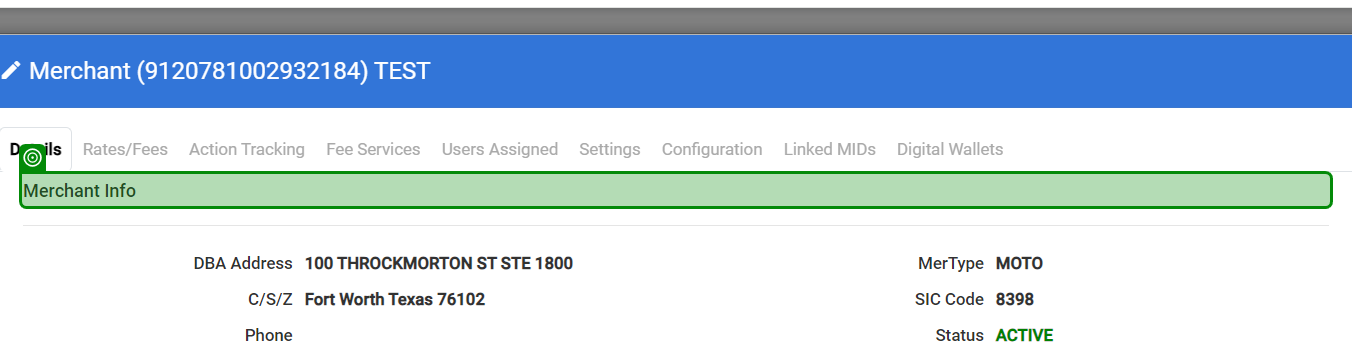 Merchant (9120781002932184) TEST
Details Rates/Fees Action Tracking Fee Services Users Assigned Settings Configuration Linked MIDs Digital Wallets
Merchant Info
DBA Address 100 THROCKMORTON ST STE 1800 MerType MOTO
C/S/Z Fort Worth Texas 76102 SIC Code 8398
Phone Status ACTIVE